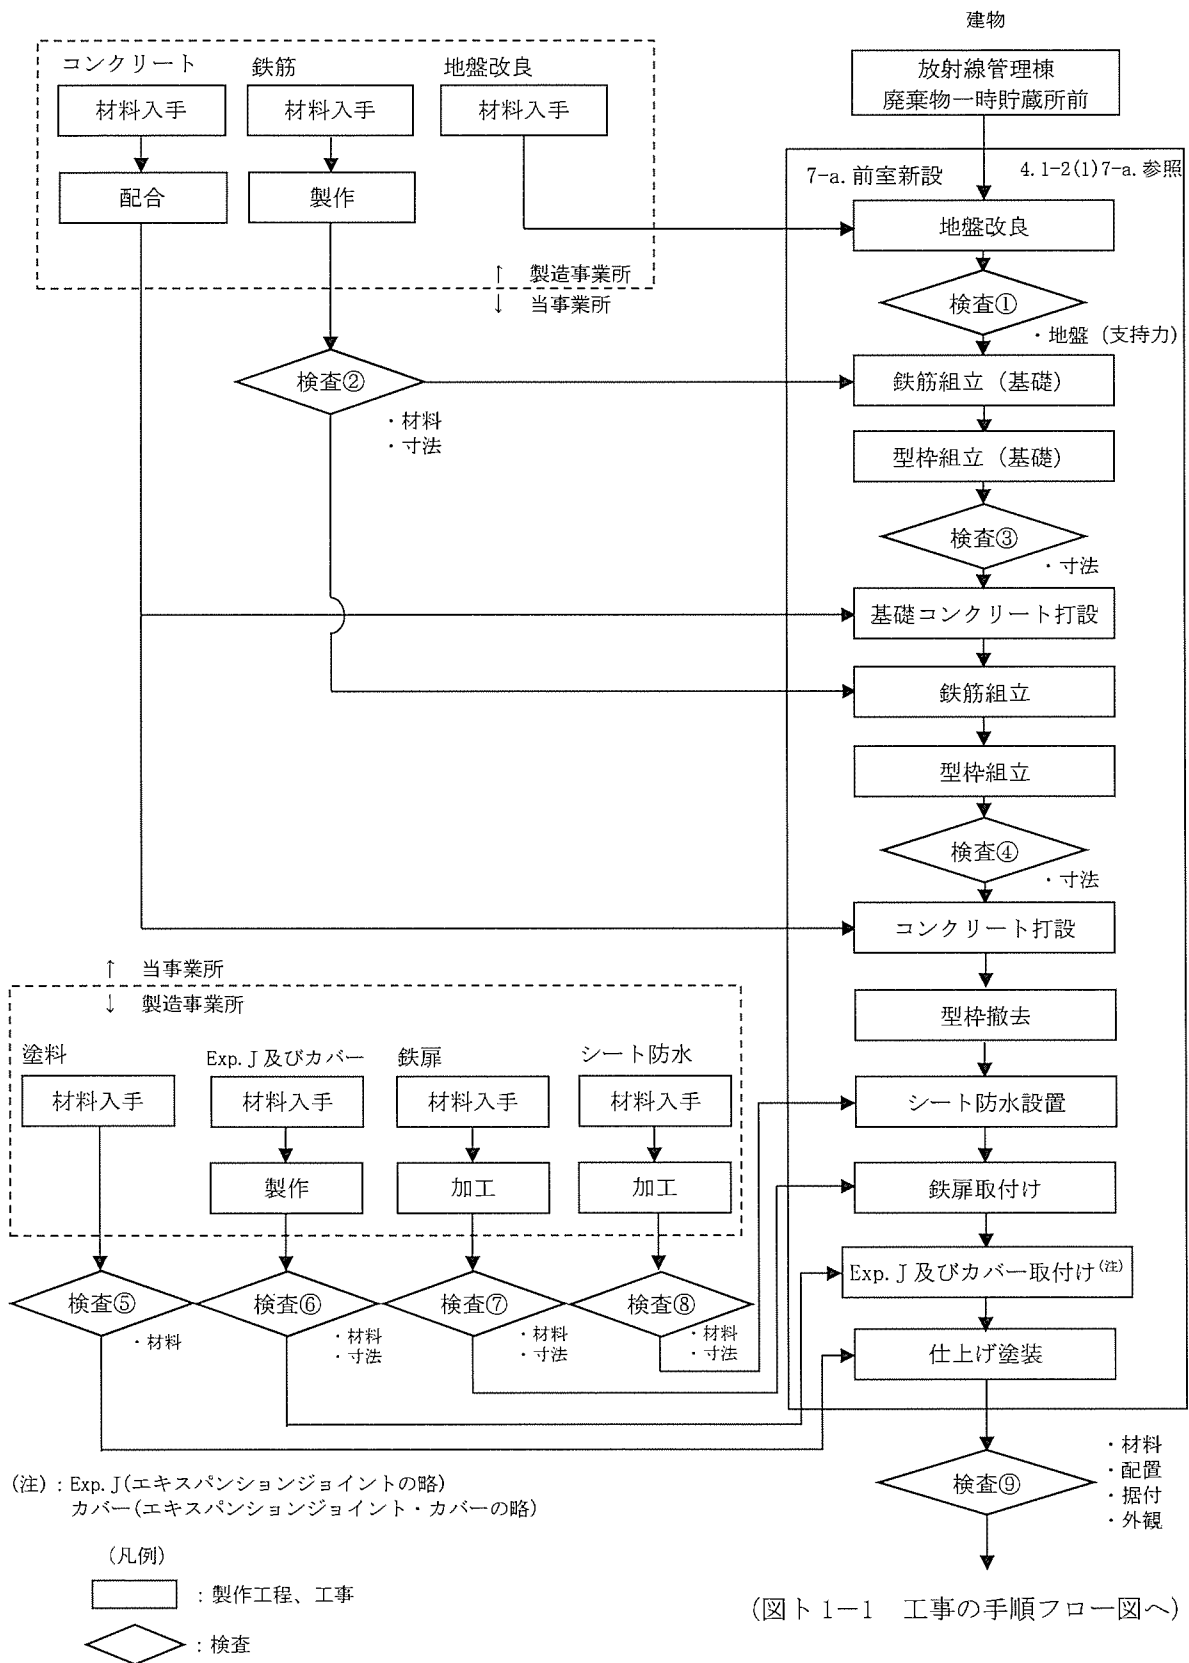 建物
放射線管理棟
廃棄物一時貯蔵所前
コンクリート
鉄筋
地盤改良
材料入手
材料入手
材料入手
配合
製作
↑ 製造事業所
↓ 当事業所
7-a.前室新設
4.1-2(1)7-a.参照
地盤改良
検査①
・地盤（支持力）
検査②
・材料
・寸法
鉄筋組立（基礎）
型枠組立（基礎）
検査③
・寸法
基礎コンクリート打設
鉄筋組立
型枠組立
検査④
・寸法
コンクリート打設
型枠撤去
シート防水設置
鉄扉取付け
Exp.J及びカバー取付け(注)
仕上げ塗装
↑ 当事業所
↓ 製造事業所
塗料
Exp.J及びカバー
鉄扉
シート防水
材料入手
材料入手
材料入手
材料入手
製作
加工
加工
検査⑤
・材料
検査⑥
・材料
・寸法
検査⑦
・材料
・寸法
検査⑧
・材料
・寸法
検査⑨
・材料
・配置
・据付
・外観
(注)：Exp.J(エキスパンションジョイントの略)
カバー(エキスパンションジョイント・カバーの略)
(凡例)
：製作工程、工事
：検査
(図ト1－1 工事の手順フロー図へ)